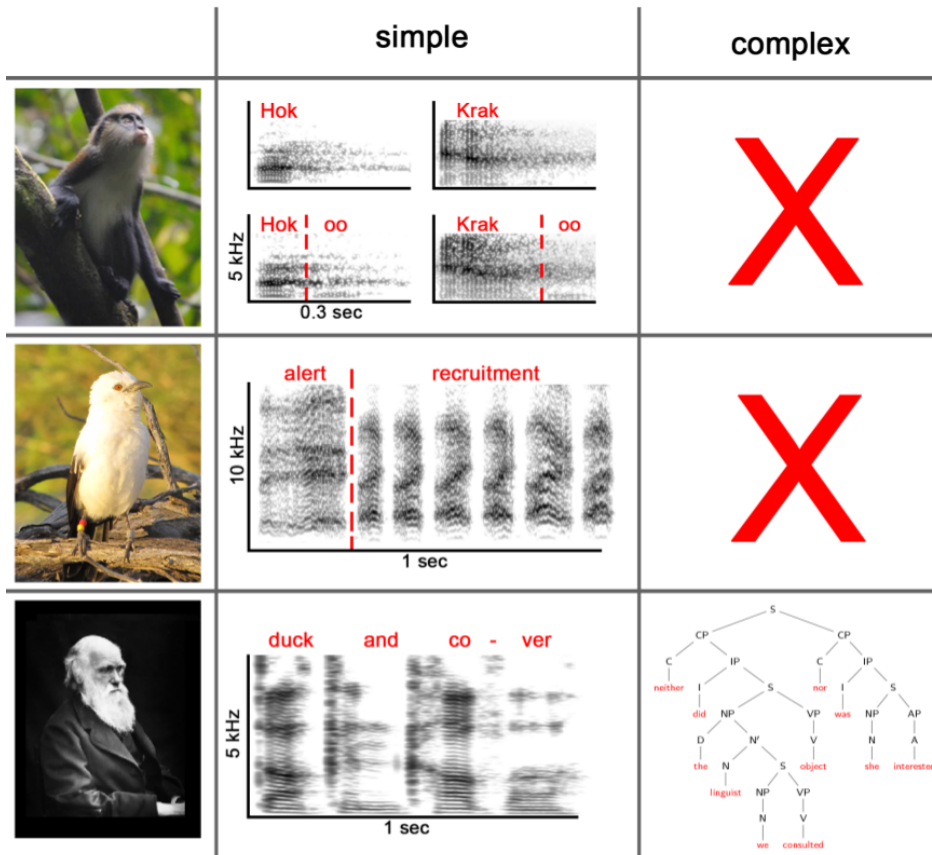 simple
complex
Hok
Krak
Hok oo
Krak oo
5 kHz
0.3 sec
X
alert
recruitment
10 kHz
1 sec
X
duck and co - ver
5 kHz
1 sec
S
CP CP
C IP C IP
neither I S nor I S
did NP VP was NP AP
D N' V N A
the N S object she interested
linguist NP VP
N V
we consulted